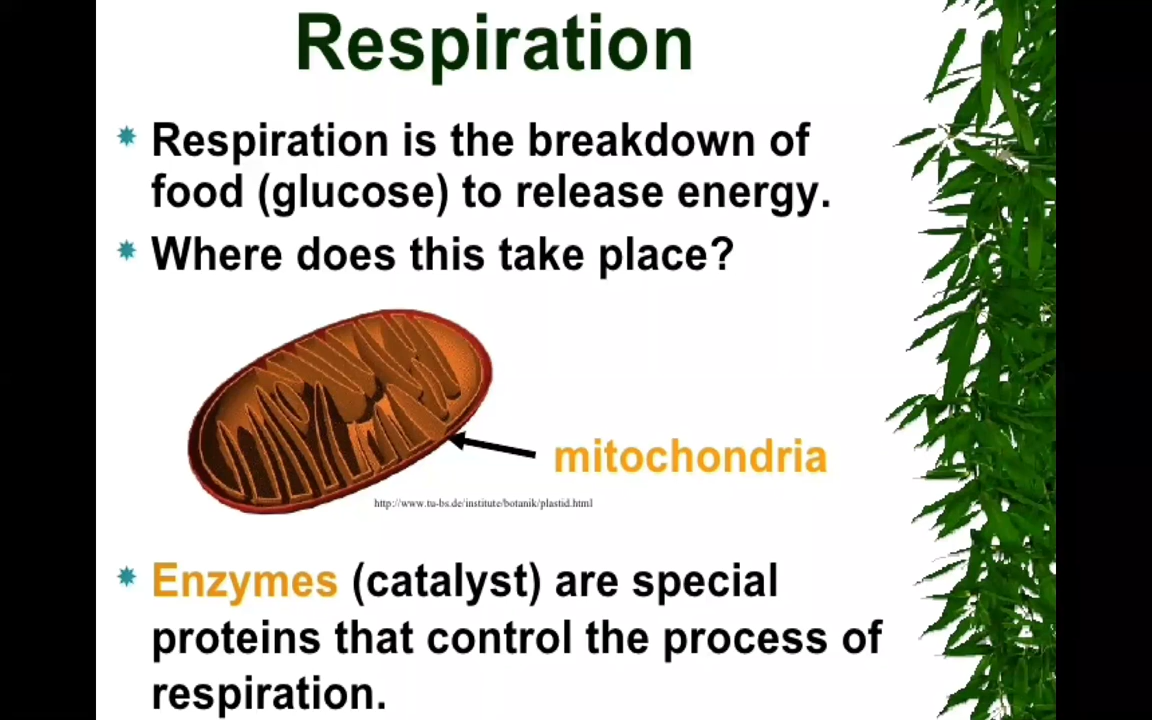 Respiration
Respiration is the breakdown of
food (glucose) to release energy.
Where does this take place?
mitochondria
http://www.tu-bs.de/institute/botanik/plastid.html
Enzymes (catalyst) are special
proteins that control the process of
respiration.